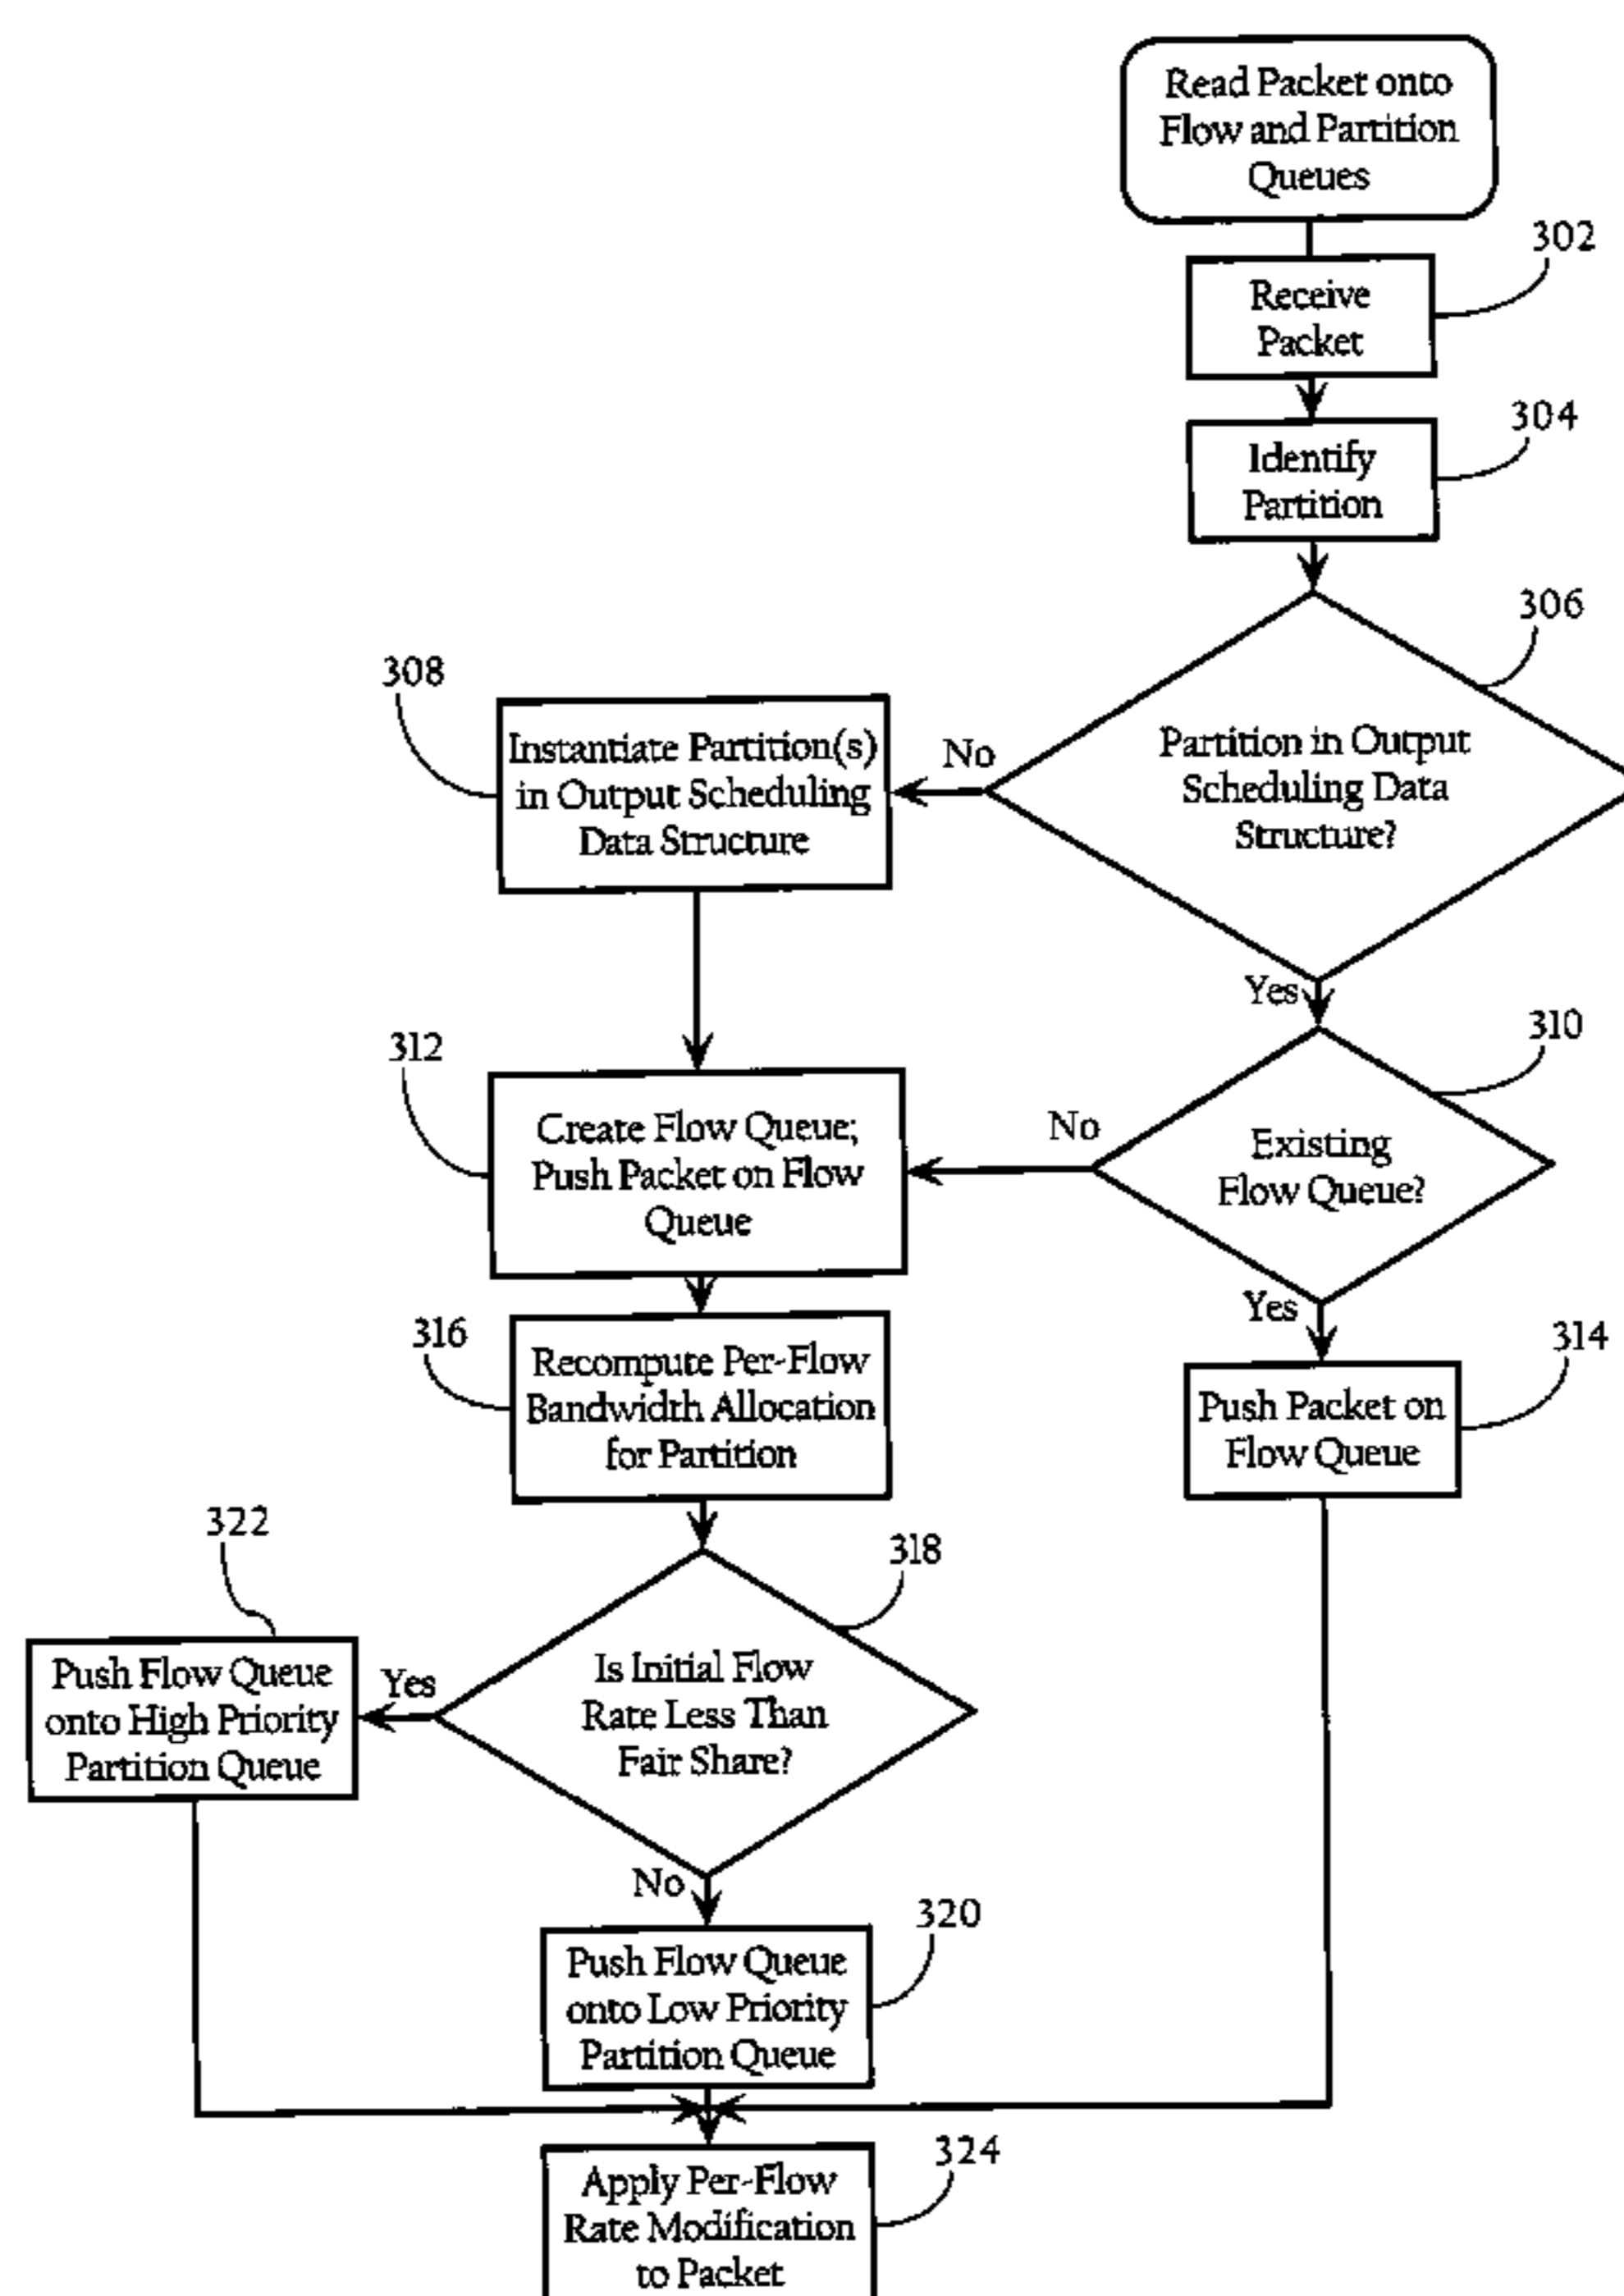 Read Packet onto
Flow and Partition
Queues
302
Receive
Packet
304
Identify
Partition
306
Partition in Output
Scheduling Data
Structure?
No
308
Instantiate Partition(s)
in Output Scheduling
Data Structure
Yes
310
Existing
Flow Queue?
No
312
Create Flow Queue;
Push Packet on Flow
Queue
Yes
314
Push Packet on
Flow Queue
316
Recompute Per-Flow
Bandwidth Allocation
for Partition
318
Is Initial Flow
Rate Less Than
Fair Share?
Yes
322
Push Flow Queue
onto High Priority
Partition Queue
No
320
Push Flow Queue
onto Low Priority
Partition Queue
324
Apply Per-Flow
Rate Modification
to Packet